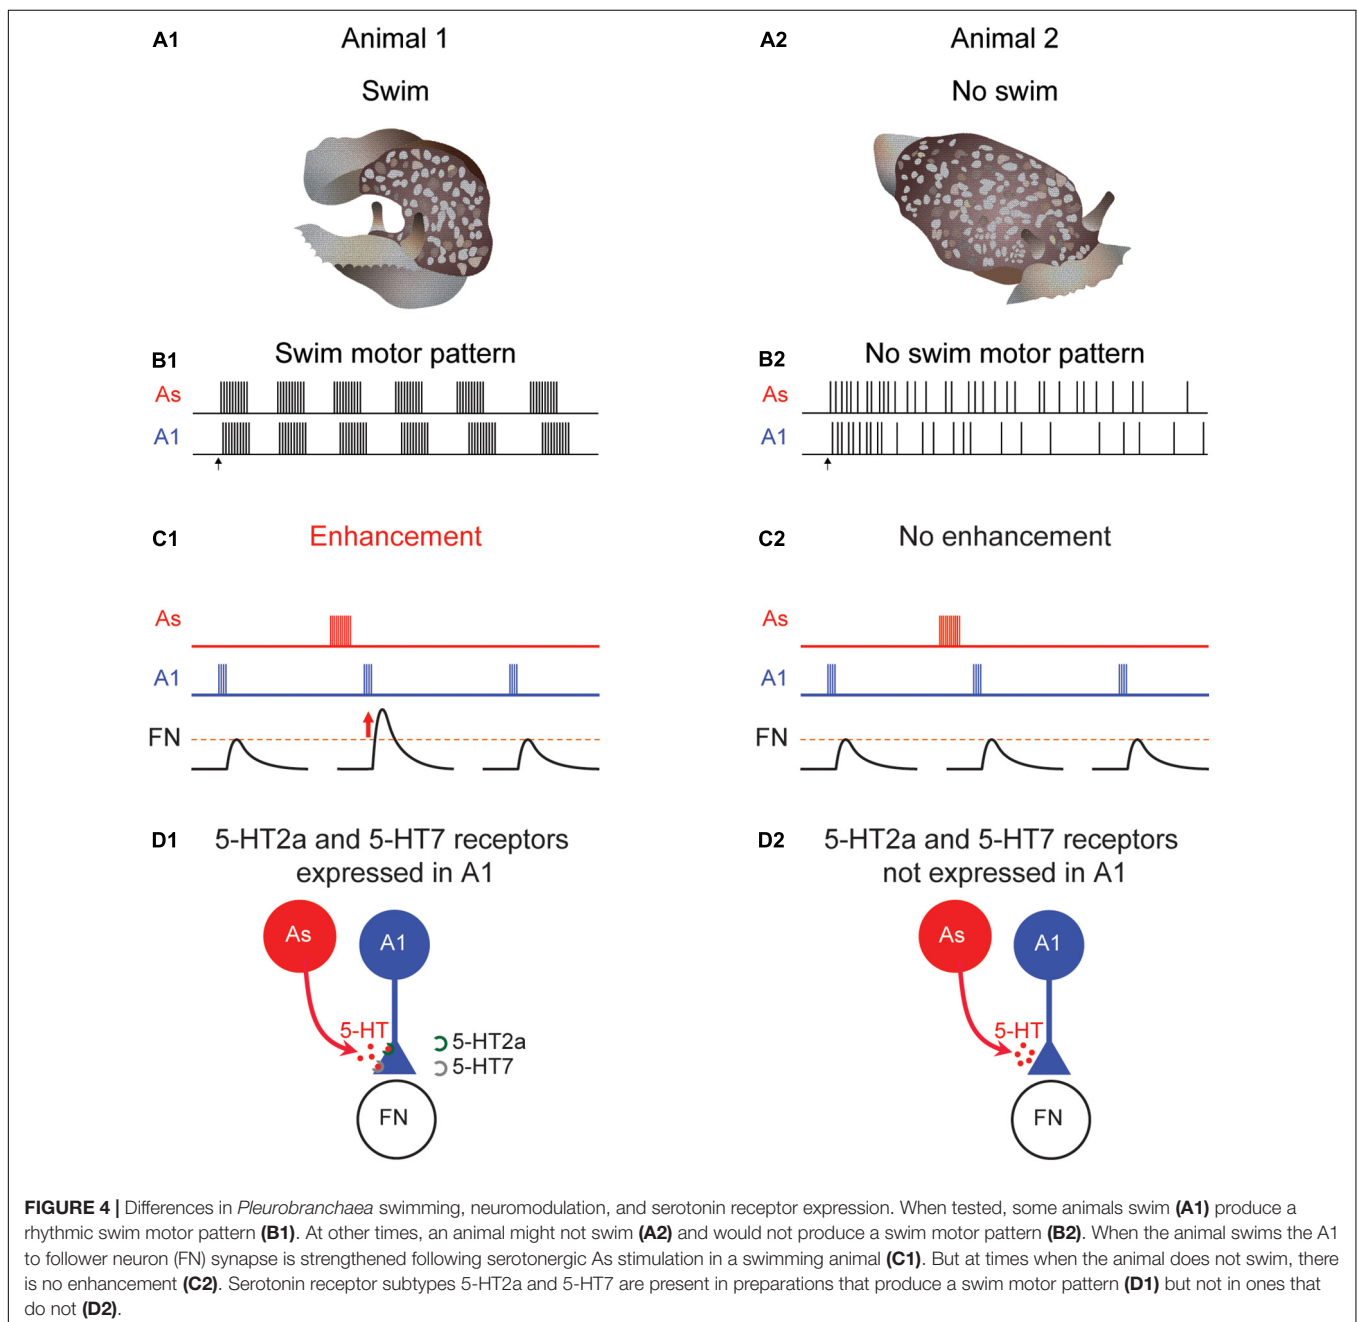 A1 Animal 1 A2 Animal 2
Swim No swim
B1 Swim motor pattern B2 No swim motor pattern
As As
A1 A1
C1 Enhancement C2 No enhancement
As As
A1 A1
FN FN
D1 5-HT2a and 5-HT7 receptors D2 5-HT2a and 5-HT7 receptors
expressed in A1 not expressed in A1
As A1 As A1
5-HT 5-HT2a 5-HT
5-HT7
FN FN
FIGURE 4 | Differences in Pleurobranchaea swimming, neuromodulation, and serotonin receptor expression. When tested, some animals swim (A1) produce a
rhythmic swim motor pattern (B1). At other times, an animal might not swim (A2) and would not produce a swim motor pattern (B2). When the animal swims the A1
to follower neuron (FN) synapse is strengthened following serotonergic As stimulation in a swimming animal (C1). But at times when the animal does not swim, there
is no enhancement (C2). Serotonin receptor subtypes 5-HT2a and 5-HT7 are present in preparations that produce a swim motor pattern (D1) but not in ones that
do not (D2).